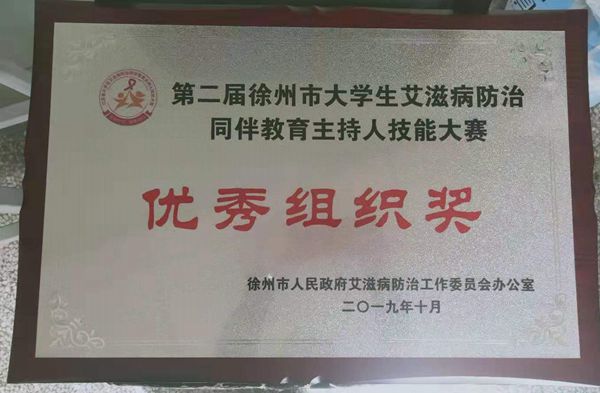 第二届徐州市大学生艾滋病防治
同伴教育主持人技能大赛
优秀组织奖
徐州市人民政府艾滋病防治工作委员会办公室
二〇一九年十月